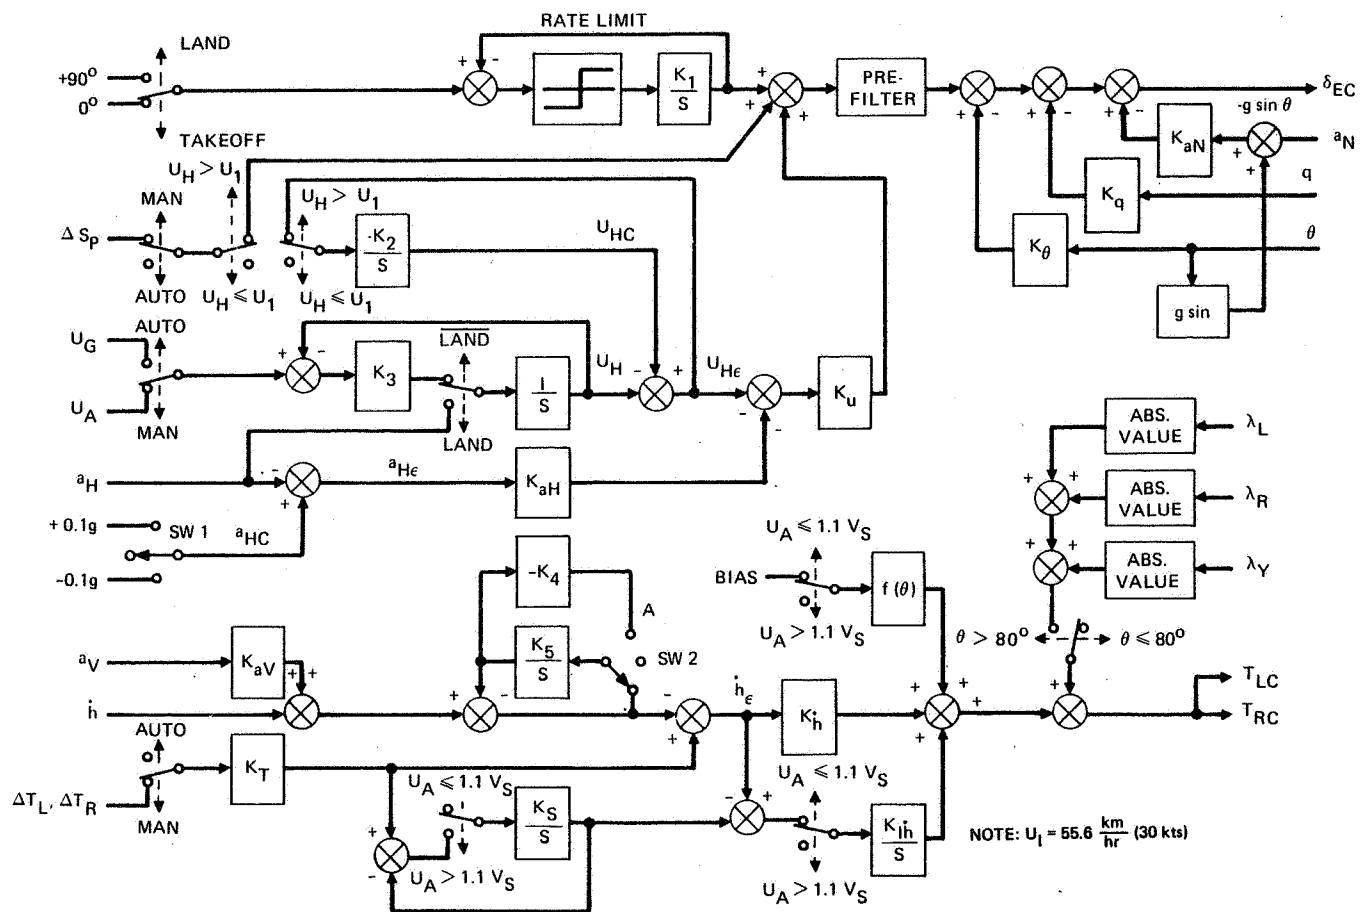 RATE LIMIT
LAND
+90°
0°
+ -
K1
S
+ + +
PRE-
FILTER
+ -
+ -
+ -
δEC
-g sin θ
KaN
+ +
aN
TAKEOFF
UH > U1
q
Kq
MAN
UH > U1
Δ SP
-K2
S
UHC
Kθ
θ
AUTO
UH ⩽ U1
UH ⩽ U1
g sin
AUTO
UG
+ -
LAND
K3
I
S
UH
- +
UHϵ
Ku
UA
MAN
LAND
- -
ABS.
VALUE
λL
aH
-
+
aHϵ
KaH
+ +
ABS.
VALUE
λR
+ 0.1g
SW 1
aHC
-0.1g
UA ⩽ 1.1 VS
+ +
ABS.
VALUE
λY
-K4
BIAS
f (θ)
A
UA > 1.1 VS
θ > 80°
θ ⩽ 80°
aV
KaV
K5
S
SW 2
+ +
ḣ
+ -
-
+
ḣϵ
Kḣ
+ + +
+
+ +
TLC
TRC
AUTO
KT
UA ⩽ 1.1 VS
UA ⩽ 1.1 VS
ΔTL, ΔTR
MAN
KS
S
- +
KIḣ
S
NOTE: UI = 55.6 km/hr (30 kts)
+
-
UA > 1.1 VS
UA > 1.1 VS